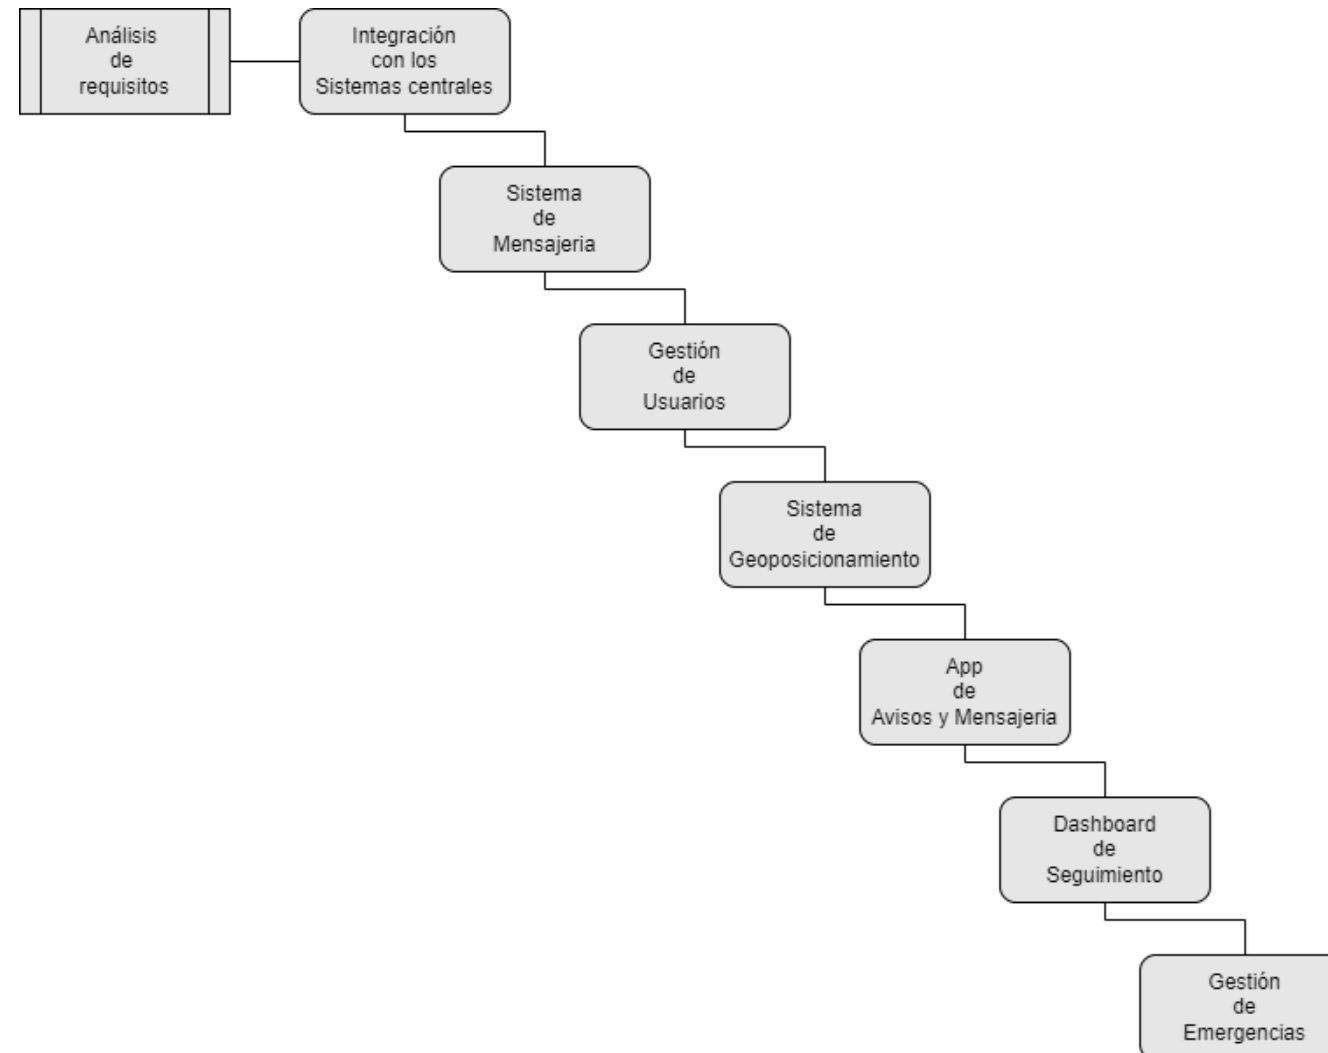 Análisis
de
requisitos
Integración
con los
Sistemas centrales
Sistema
de
Mensajeria
Gestión
de
Usuarios
Sistema
de
Geoposicionamiento
App
de
Avisos y Mensajeria
Dashboard
de
Seguimiento
Gestión
de
Emergencias